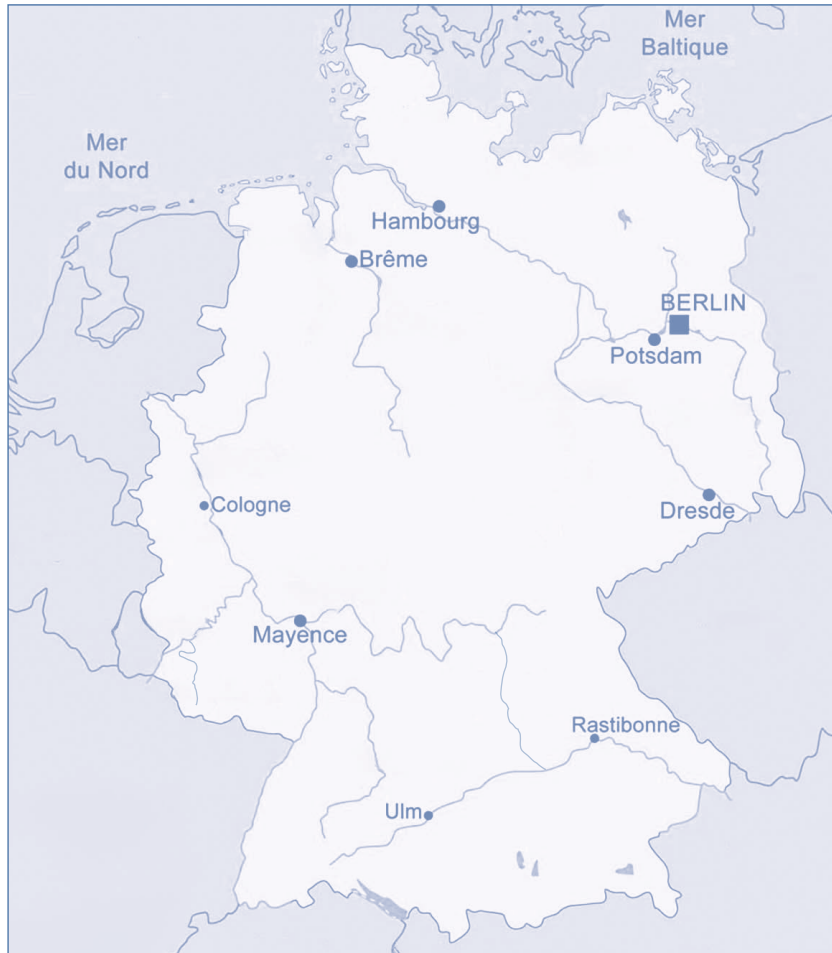 Mer
Baltique
Mer
du Nord
Hambourg
Brême
BERLIN
Potsdam
Cologne
Dresde
Mayence
Rastibonne
Ulm